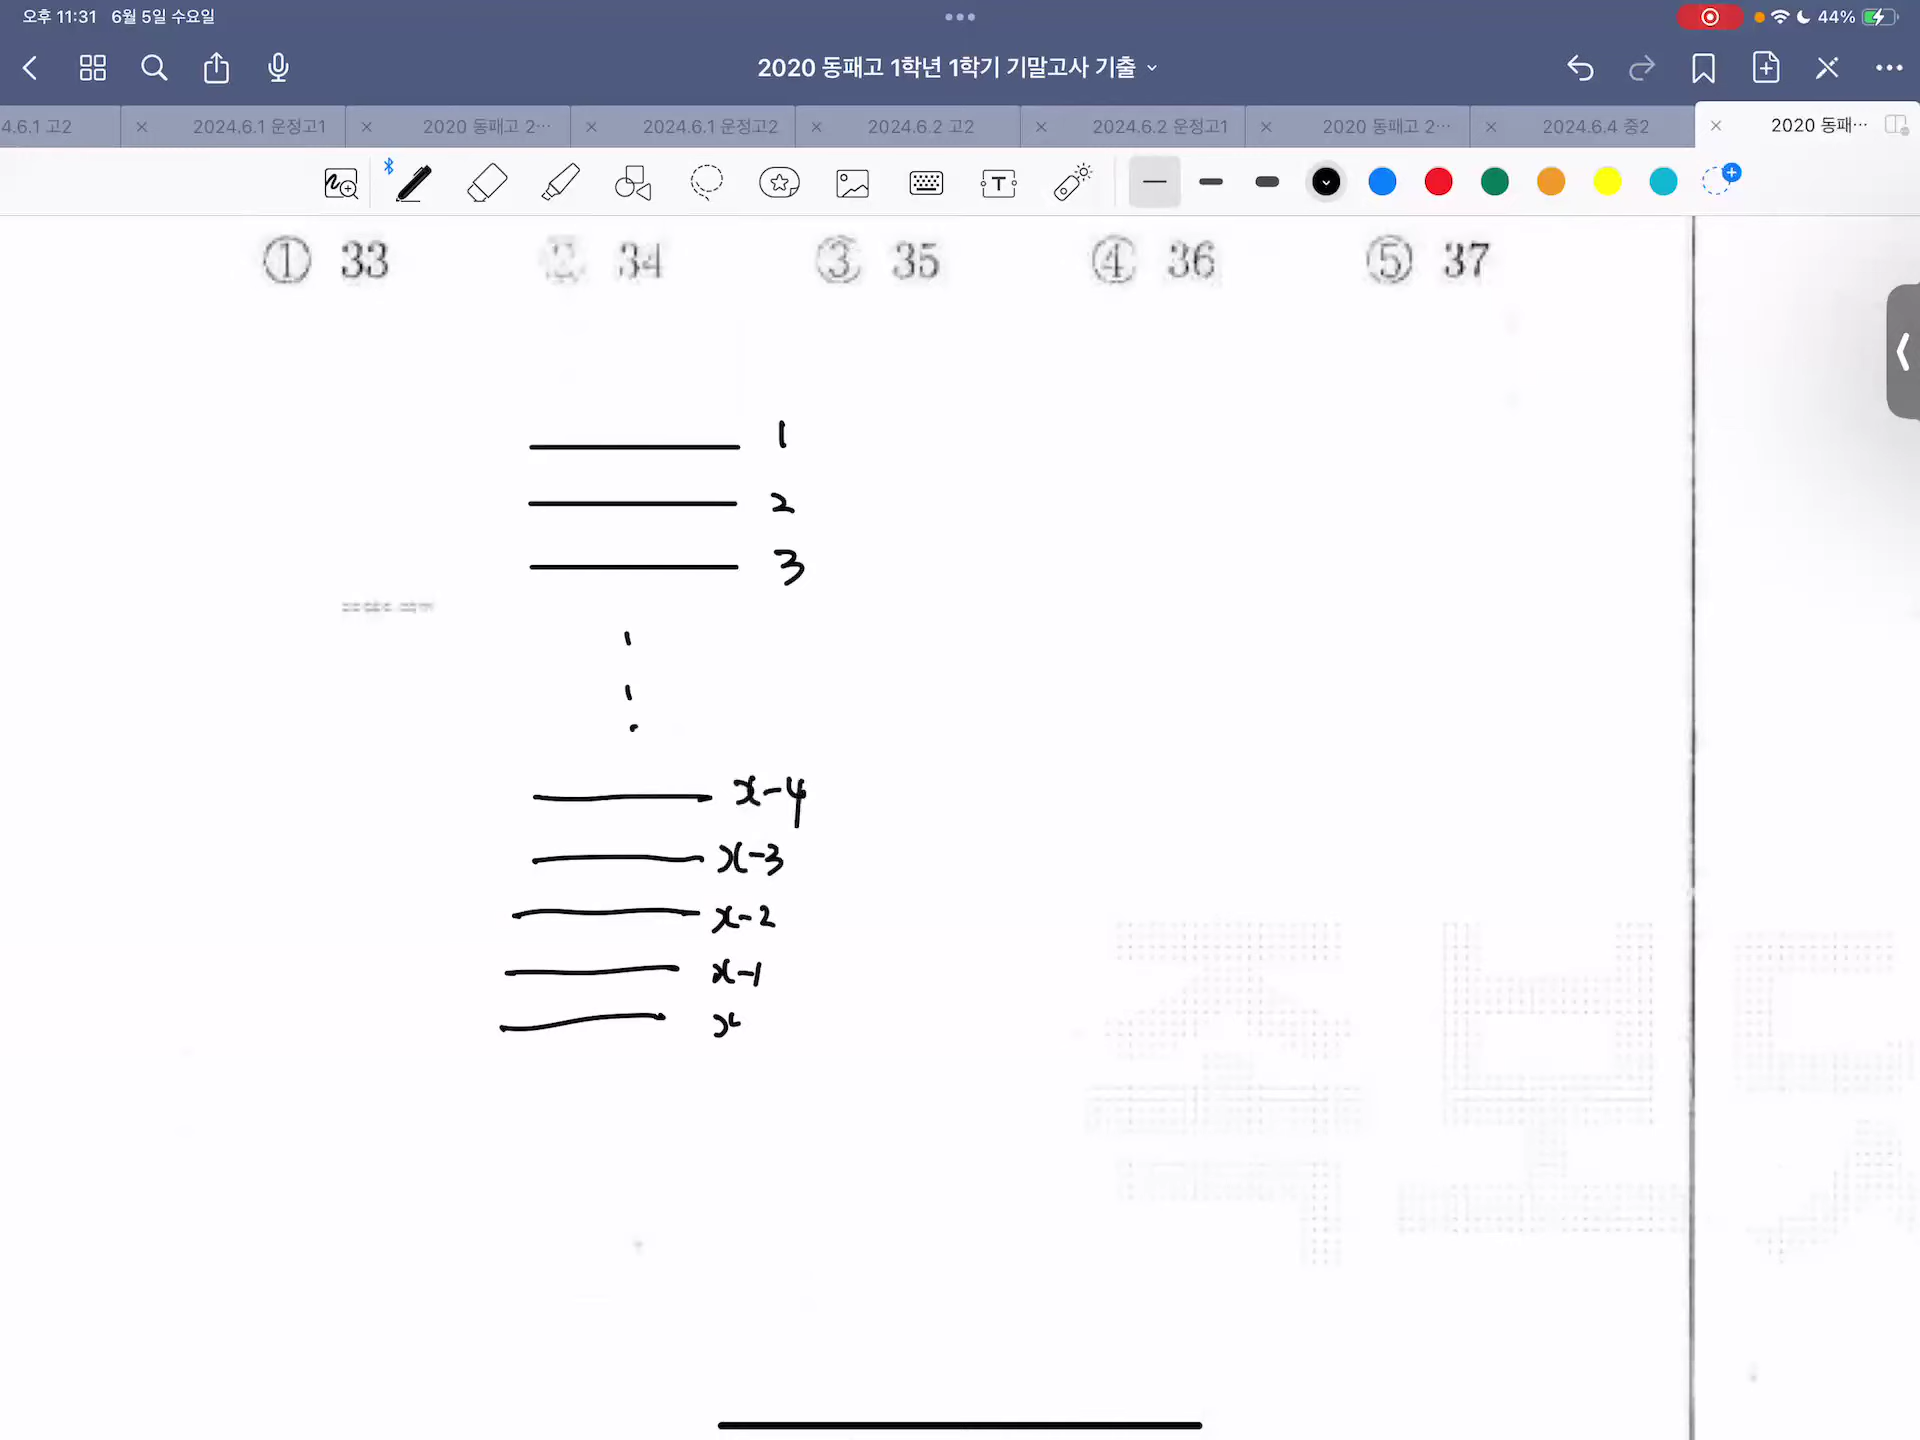 오후 11:31 6월 5일 수요일
44%
2020 동패고 1학년 1학기 기말고사 기출
4.6.1 고2
2024.6.1 운정고1
2020 동패고 2…
2024.6.1 운정고2
2024.6.2 고2
2024.6.2 운정고1
2020 동패고 2…
2024.6.4 중2
2020 동패…
① 33 ② 34 ③ 35 ④ 36 ⑤ 37
1
2
3
x-4
x-3
x-2
x-1
x